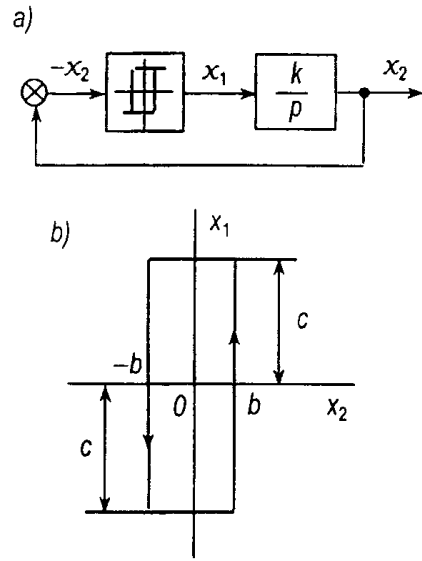 a)
-x₂ x₁ k/p x₂
b)
x₁
c
-b
0 b x₂
c